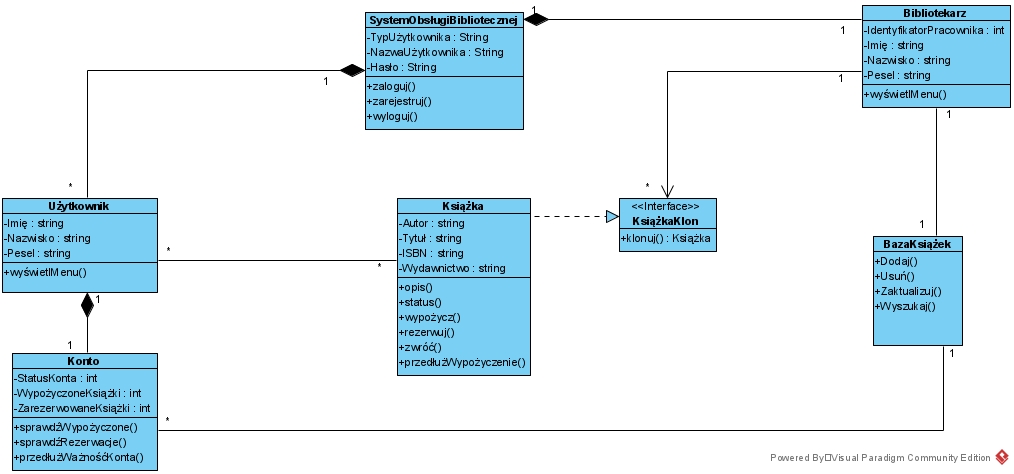 SystemObsługiBibliotecznej
-TypUżytkownika : String
-NazwaUżytkownika : String
-Hasło : String
+zaloguj()
+zarejestruj()
+wyloguj()
1
1
Bibliotekarz
-IdentyfikatorPracownika : int
-Imię : string
-Nazwisko : string
-Pesel : string
+wyświetlMenu()
1
1
1
*
*
Użytkownik
-Imię : string
-Nazwisko : string
-Pesel : string
+wyświetlMenu()
*
*
Książka
-Autor : string
-Tytuł : string
-ISBN : string
-Wydawnictwo : string
+opis()
+status()
+wypożycz()
+rezerwuj()
+zwróć()
+przedłużWypożyczenie()
<<Interface>>
KsiążkaKlon
+klonuj() : Książka
1
BazaKsiążek
+Dodaj()
+Usuń()
+Zaktualizuj()
+Wyszukaj()
1
1
1
Konto
-StatusKonta : int
-WypożyczoneKsiążki : int
-ZarezerwowaneKsiążki : int
+sprawdźWypożyczone()
+sprawdźRezerwacje()
+przedłużWażnośćKonta()
*
Powered By Visual Paradigm Community Edition